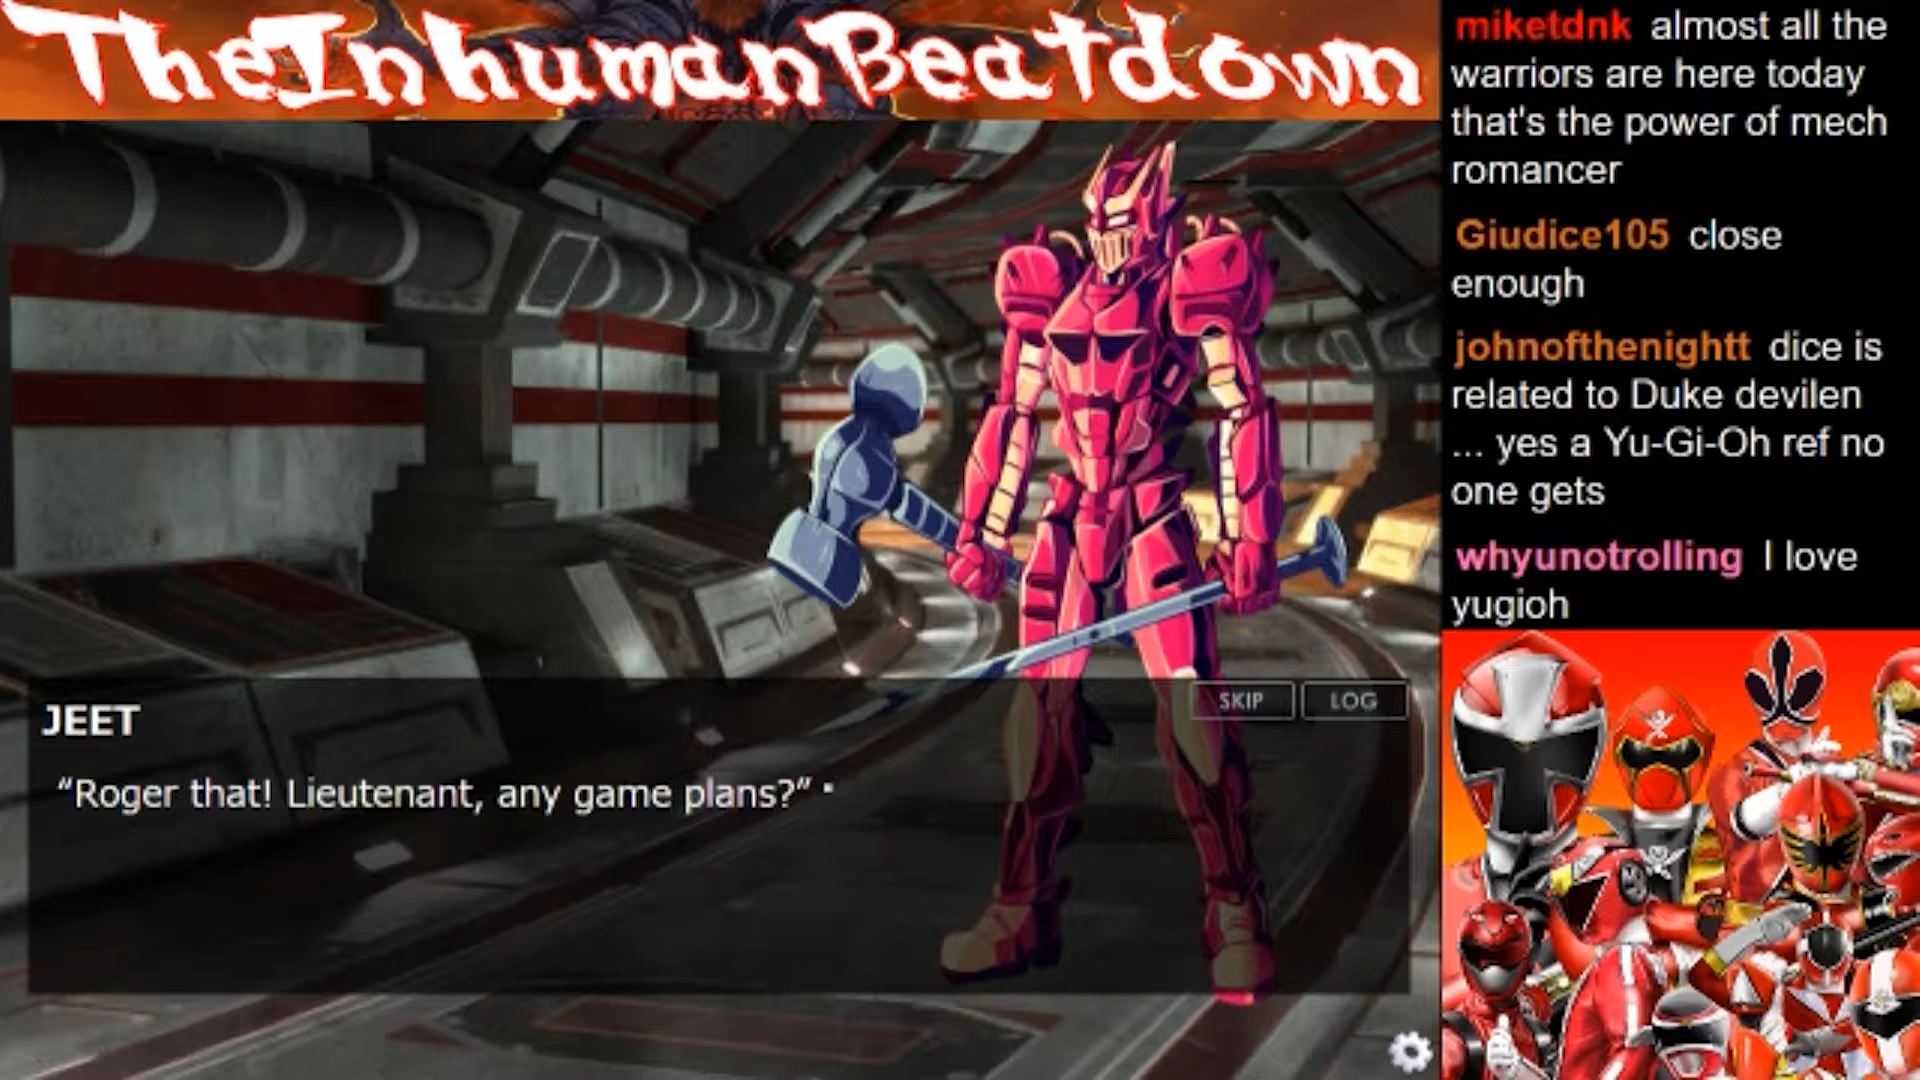 TheInhumanBeatdown
miketdnk almost all the
warriors are here today
that's the power of mech
romancer
Giudice105 close
enough
johnofthenightt dice is
related to Duke devilen
... yes a Yu-Gi-Oh ref no
one gets
whyunotrolling I love
yugioh
SKIP
LOG
JEET
“Roger that! Lieutenant, any game plans?”